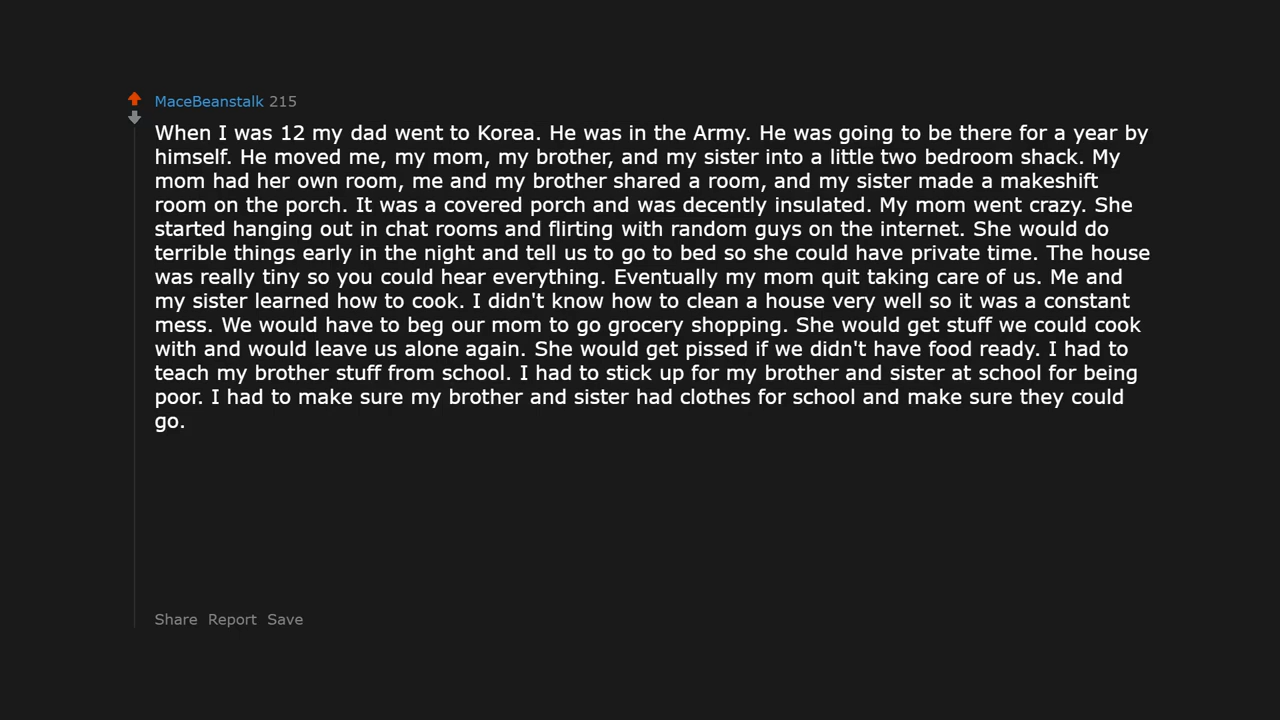 MaceBeanstalk 215
When I was 12 my dad went to Korea. He was in the Army. He was going to be there for a year by
himself. He moved me, my mom, my brother, and my sister into a little two bedroom shack. My
mom had her own room, me and my brother shared a room, and my sister made a makeshift
room on the porch. It was a covered porch and was decently insulated. My mom went crazy. She
started hanging out in chat rooms and flirting with random guys on the internet. She would do
terrible things early in the night and tell us to go to bed so she could have private time. The house
was really tiny so you could hear everything. Eventually my mom quit taking care of us. Me and
my sister learned how to cook. I didn't know how to clean a house very well so it was a constant
mess. We would have to beg our mom to go grocery shopping. She would get stuff we could cook
with and would leave us alone again. She would get pissed if we didn't have food ready. I had to
teach my brother stuff from school. I had to stick up for my brother and sister at school for being
poor. I had to make sure my brother and sister had clothes for school and make sure they could
go.
Share Report Save